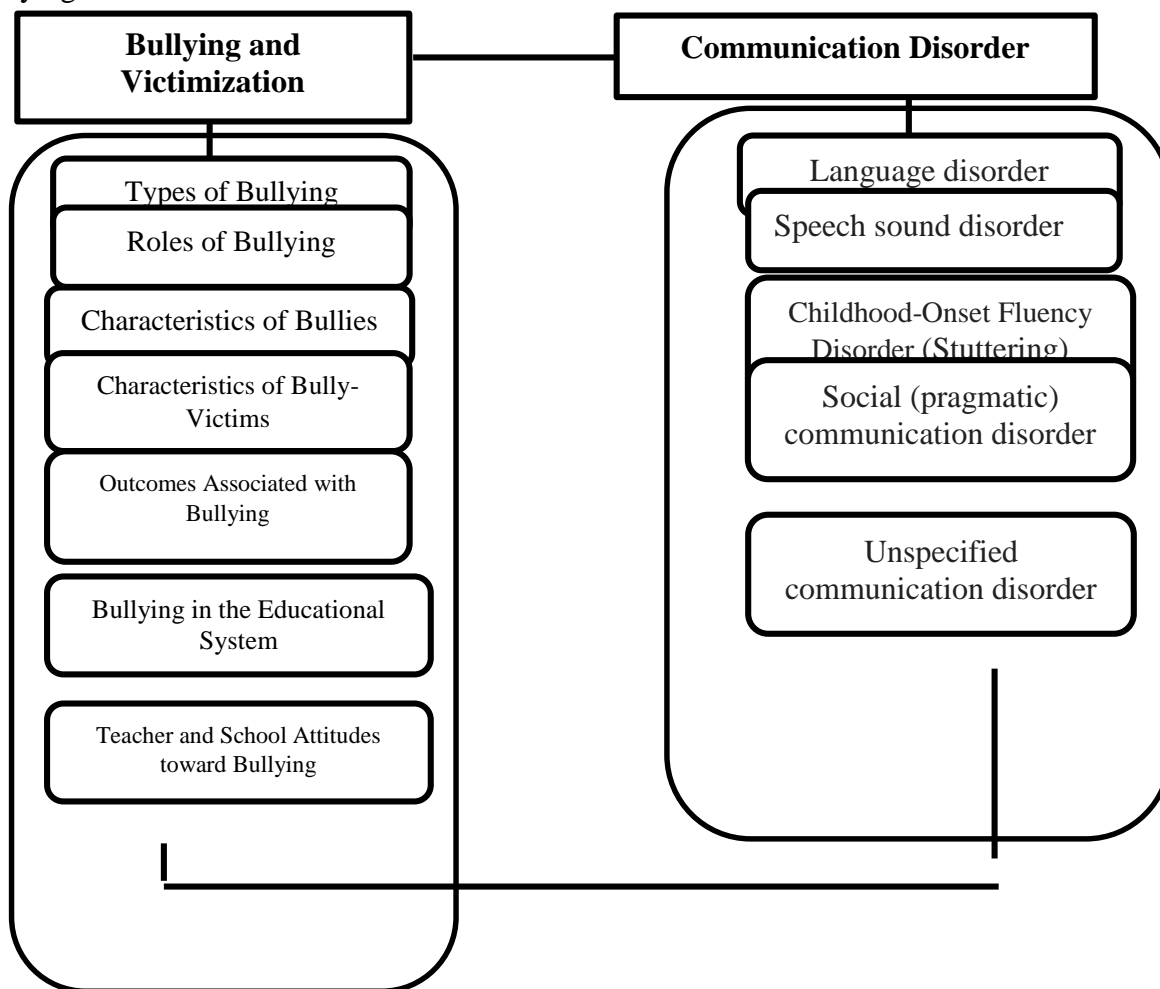 Bullying and
Victimization
Types of Bullying
Roles of Bullying
Characteristics of Bullies
Characteristics of Bully-
Victims
Outcomes Associated with
Bullying
Bullying in the Educational
System
Teacher and School Attitudes
toward Bullying
Communication Disorder
Language disorder
Speech sound disorder
Childhood-Onset Fluency
Disorder (Stuttering)
Social (pragmatic)
communication disorder
Unspecified
communication disorder